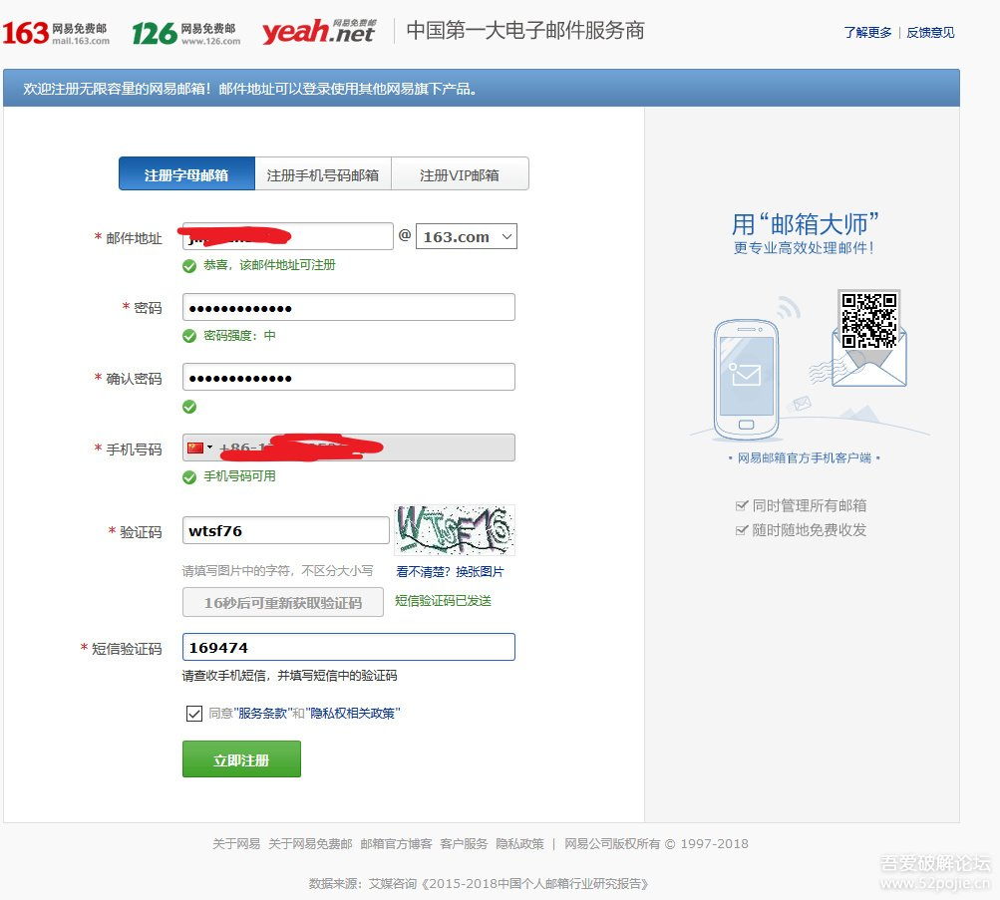 163 网易免费邮 mail.163.com 126 网易免费邮 www.126.com yeah.net 网易免费邮 中国第一大电子邮件服务商 了解更多 | 反馈意见
欢迎注册无限容量的网易邮箱！邮件地址可以登录使用其他网易旗下产品。
注册字母邮箱 注册手机号码邮箱 注册VIP邮箱
* 邮件地址 @ 163.com
恭喜，该邮件地址可注册
* 密码 •••••••••••••
密码强度：中
* 确认密码 •••••••••••••
* 手机号码 +86-1
手机号码可用
* 验证码 wtsf76 WTSF76
请填写图片中的字符，不区分大小写 看不清楚？换张图片
16秒后可重新获取验证码 短信验证码已发送
* 短信验证码 169474
请查收手机短信，并填写短信中的验证码
同意"服务条款"和"隐私权相关政策"
立即注册
用“邮箱大师”
更专业高效处理邮件！
• 网易邮箱官方手机客户端 •
同时管理所有邮箱
随时随地免费收发
关于网易 关于网易免费邮 邮箱官方博客 客户服务 隐私政策 | 网易公司版权所有 © 1997-2018
数据来源：艾媒咨询《2015-2018中国个人邮箱行业研究报告》
吾爱破解论坛
www.52pojie.cn